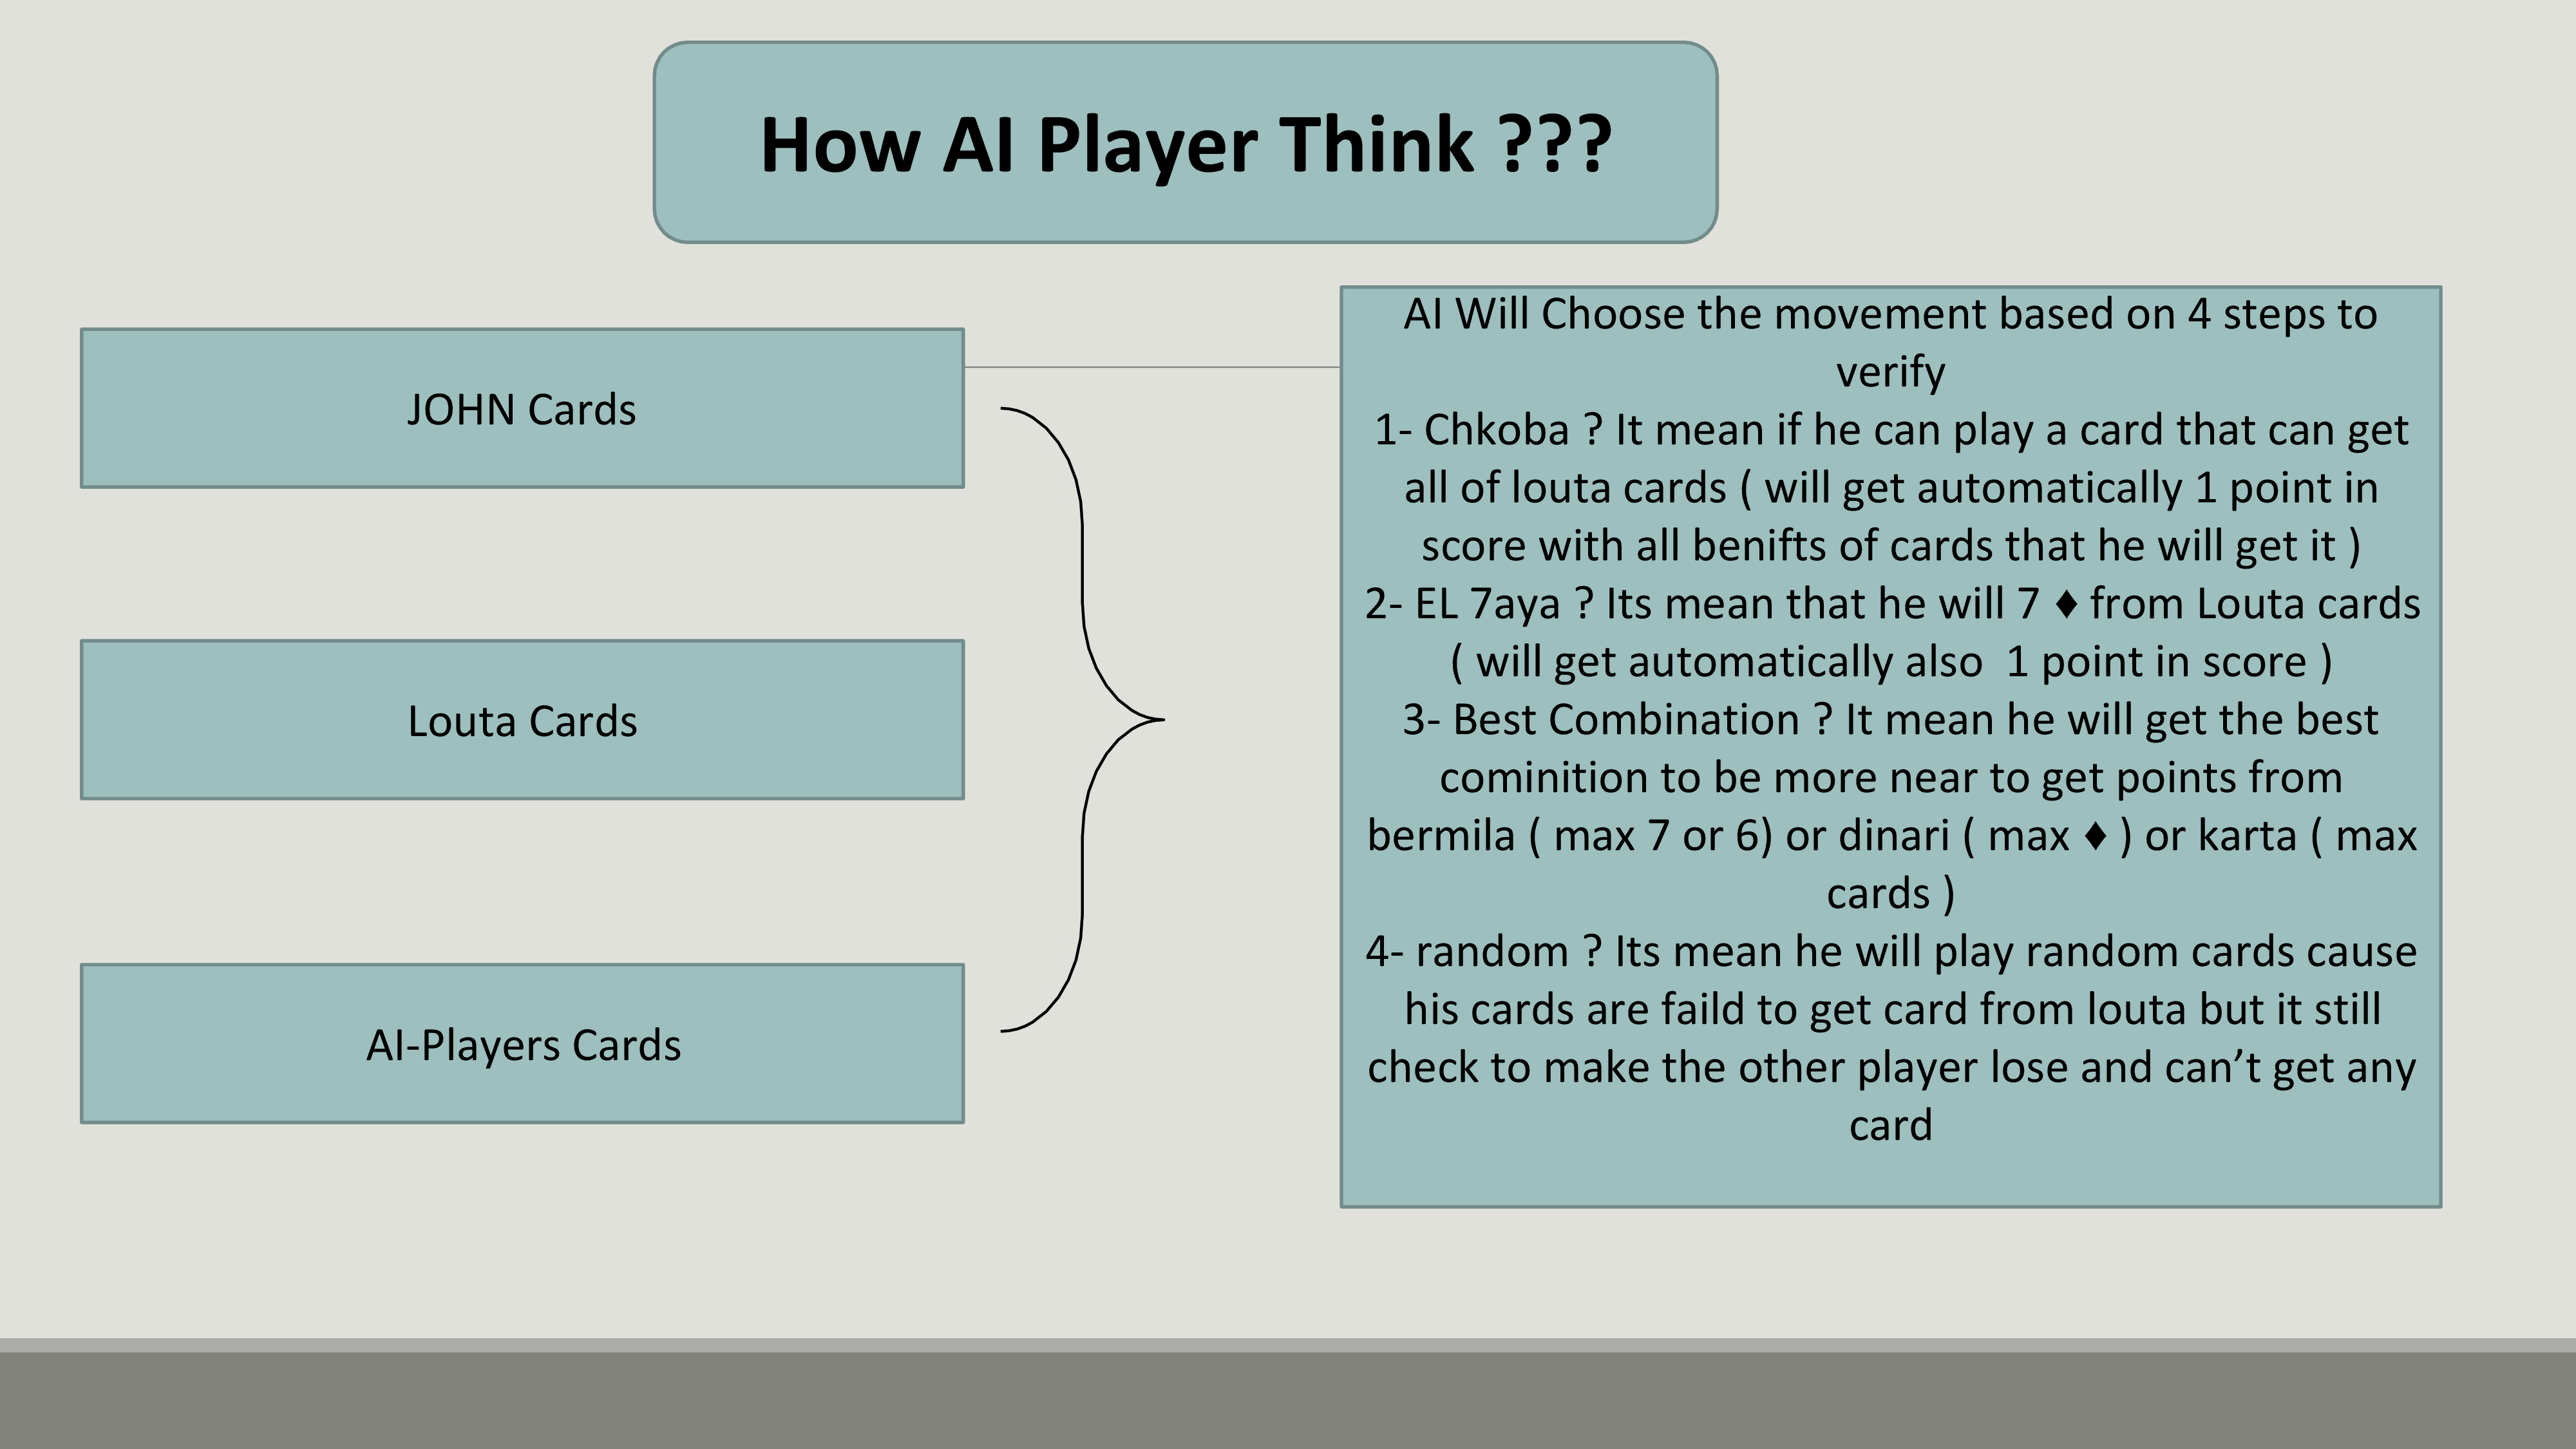 How AI Player Think ???
JOHN Cards
Louta Cards
AI-Players Cards
AI Will Choose the movement based on 4 steps to
verify
1- Chkoba ? It mean if he can play a card that can get
all of louta cards ( will get automatically 1 point in
score with all benifts of cards that he will get it )
2- EL 7aya ? Its mean that he will 7 ♦ from Louta cards
( will get automatically also  1 point in score )
3- Best Combination ? It mean he will get the best
cominition to be more near to get points from
bermila ( max 7 or 6) or dinari ( max ♦ ) or karta ( max
cards )
4- random ? Its mean he will play random cards cause
his cards are faild to get card from louta but it still
check to make the other player lose and can’t get any
card